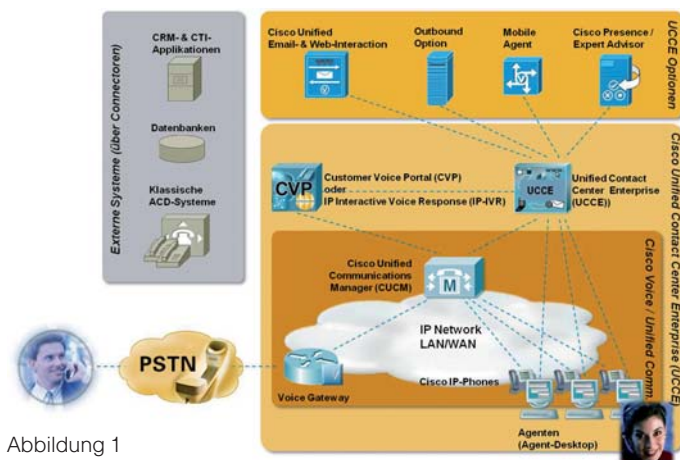 CRM- & CTI-
Applikationen
Datenbanken
Klassische
ACD-Systeme
Externe Systeme (über Connectoren)
Cisco Unified
Email- & Web-Interaction
Outbound
Option
Mobile
Agent
Cisco Presence /
Expert Advisor
UCCE Optionen
CVP
Customer Voice Portal (CVP)
oder
IP Interactive Voice Response (IP-IVR)
UCCE
Unified Contact
Center Enterprise
(UCCE))
Cisco Unified Contact Center Enterprise (UCCE)
Cisco Unified
Communications
Manager (CUCM)
M
Cisco Voice / Unified Comm.
IP Network
LAN/WAN
PSTN
Voice Gateway
Cisco IP-Phones
Agenten
(Agent-Desktop)
Abbildung 1